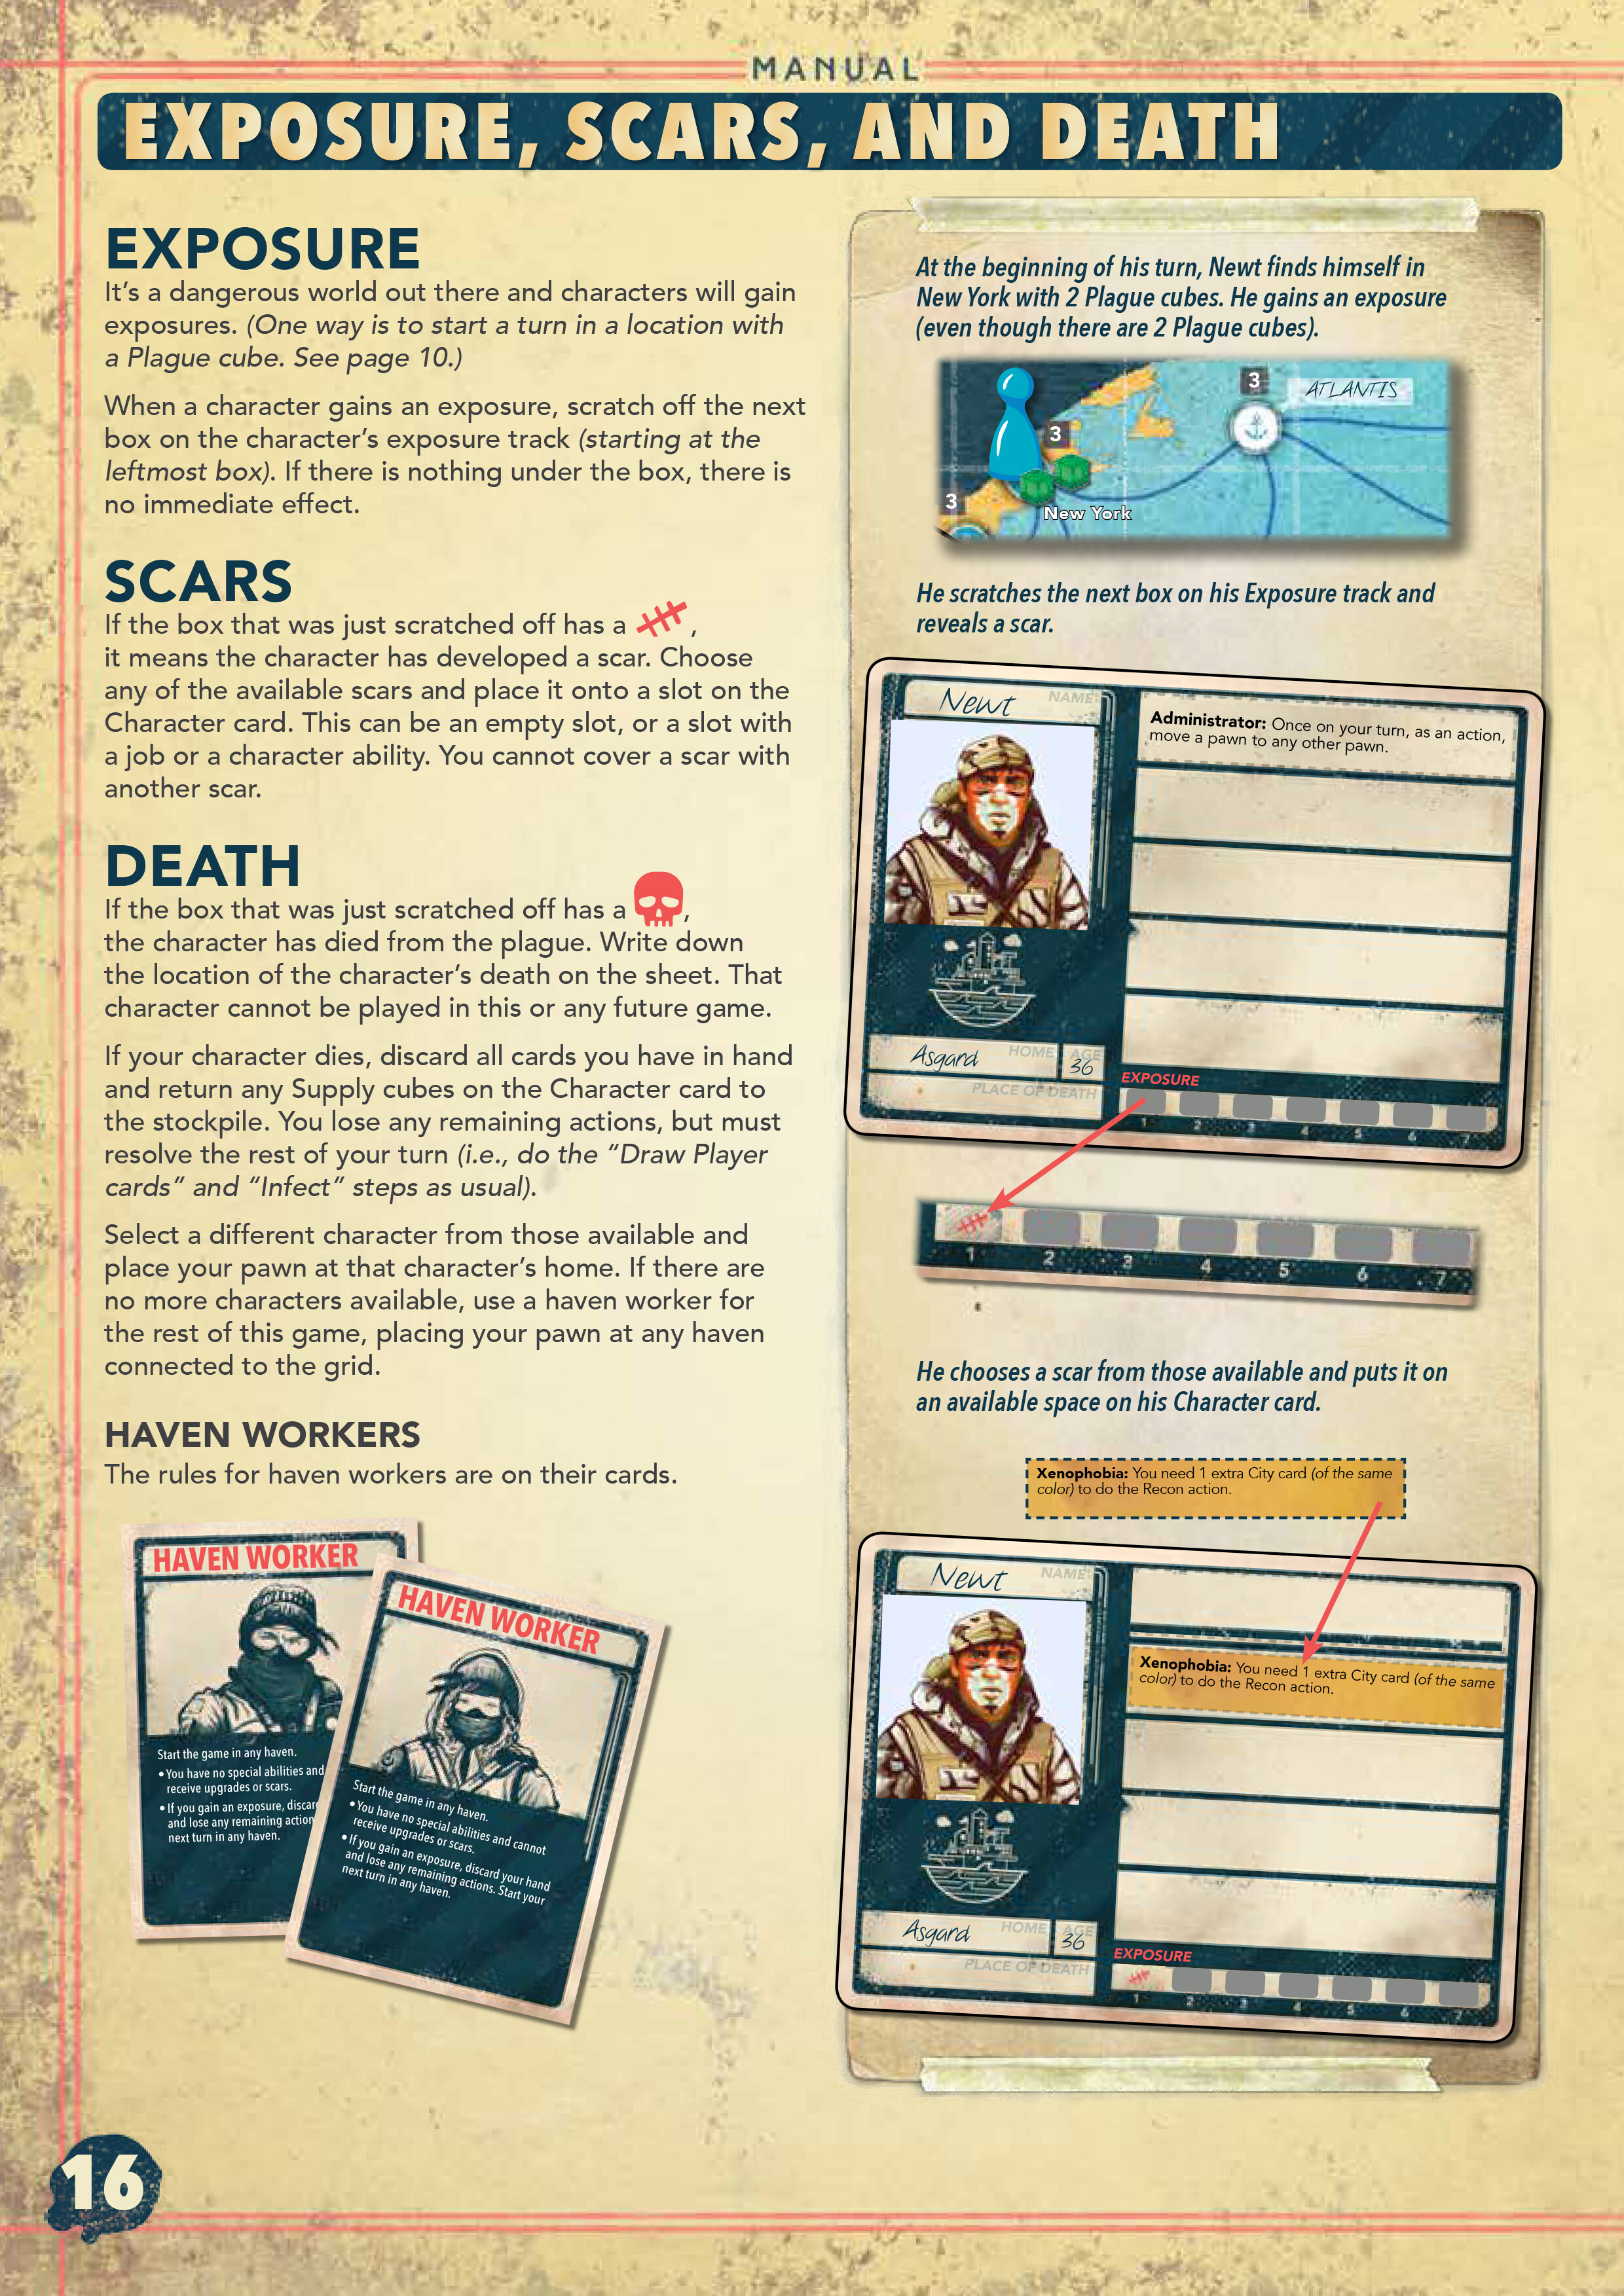 MANUAL
EXPOSURE, SCARS, AND DEATH
EXPOSURE
It's a dangerous world out there and characters will gain
exposures. (One way is to start a turn in a location with
a Plague cube. See page 10.)
When a character gains an exposure, scratch off the next
box on the character's exposure track (starting at the
leftmost box). If there is nothing under the box, there is
no immediate effect.
SCARS
If the box that was just scratched off has a ,
it means the character has developed a scar. Choose
any of the available scars and place it onto a slot on the
Character card. This can be an empty slot, or a slot with
a job or a character ability. You cannot cover a scar with
another scar.
DEATH
If the box that was just scratched off has a ,
the character has died from the plague. Write down
the location of the character's death on the sheet. That
character cannot be played in this or any future game.
If your character dies, discard all cards you have in hand
and return any Supply cubes on the Character card to
the stockpile. You lose any remaining actions, but must
resolve the rest of your turn (i.e., do the “Draw Player
cards” and “Infect” steps as usual).
Select a different character from those available and
place your pawn at that character's home. If there are
no more characters available, use a haven worker for
the rest of this game, placing your pawn at any haven
connected to the grid.
HAVEN WORKERS
The rules for haven workers are on their cards.
HAVEN WORKER
Start the game in any haven.
• You have no special abilities and
receive upgrades or scars.
• If you gain an exposure, discard
and lose any remaining action
next turn in any haven.
HAVEN WORKER
Start the game in any haven.
• You have no special abilities and cannot
receive upgrades or scars.
• If you gain an exposure, discard your hand
and lose any remaining actions. Start your
next turn in any haven.
At the beginning of his turn, Newt finds himself in
New York with 2 Plague cubes. He gains an exposure
(even though there are 2 Plague cubes).
3
ATLANTIS
3
3
New York
He scratches the next box on his Exposure track and
reveals a scar.
Newt NAME
Administrator: Once on your turn, as an action,
move a pawn to any other pawn.
Asgard HOME AGE
36
PLACE OF DEATH
EXPOSURE
1 2 3 4 5 6 7
1 2 3 4 5 6 7
He chooses a scar from those available and puts it on
an available space on his Character card.
Xenophobia: You need 1 extra City card (of the same
color) to do the Recon action.
Newt NAME
Xenophobia: You need 1 extra City card (of the same
color) to do the Recon action.
Asgard HOME AGE
36
PLACE OF DEATH
EXPOSURE
1 2 3 4 5 6 7
16